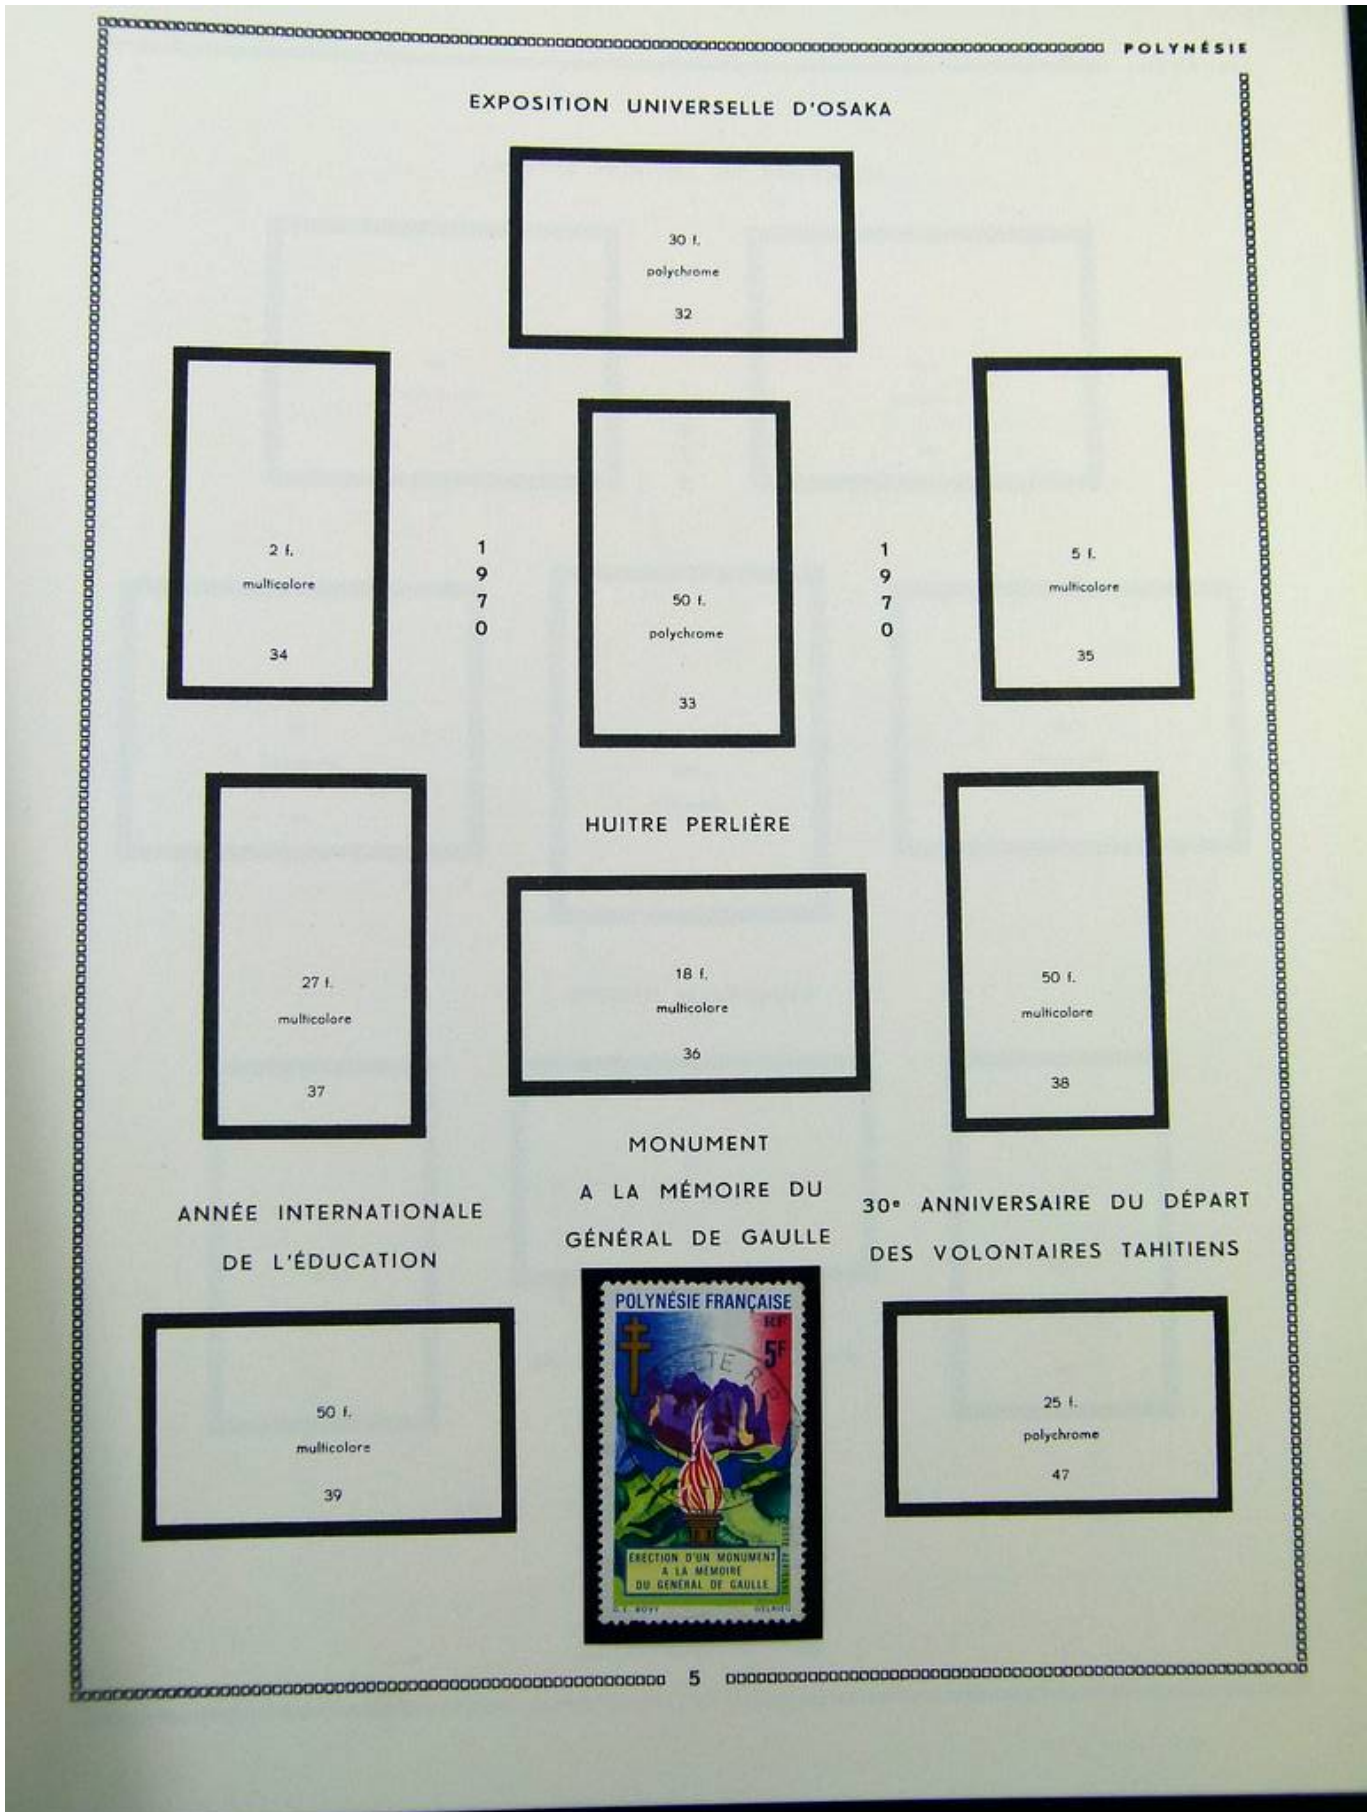 POLYNÉSIE
EXPOSITION UNIVERSELLE D'OSAKA
30 f.
polychrome
32
2 f.
multicolore
34
1
9
7
0
50 f.
polychrome
33
1
9
7
0
5 f.
multicolore
35
HUITRE PERLIÈRE
27 f.
multicolore
37
18 f.
multicolore
36
50 f.
multicolore
38
ANNÉE INTERNATIONALE
DE L'ÉDUCATION
MONUMENT
A LA MÉMOIRE DU
GÉNÉRAL DE GAULLE
30e ANNIVERSAIRE DU DÉPART
DES VOLONTAIRES TAHITIENS
50 f.
multicolore
39
POLYNÉSIE FRANÇAISE
RF
5F
ETE R.P.
ÉRECTION D'UN MONUMENT
A LA MÉMOIRE
DU GÉNÉRAL DE GAULLE
DELRIEU
25 f.
polychrome
47
5